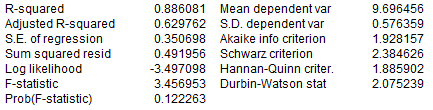 R-squared 0.886081 Mean dependent var 9.696456
Adjusted R-squared 0.629762 S.D. dependent var 0.576359
S.E. of regression 0.350698 Akaike info criterion 1.928157
Sum squared resid 0.491956 Schwarz criterion 2.384626
Log likelihood -3.497098 Hannan-Quinn criter. 1.885902
F-statistic 3.456953 Durbin-Watson stat 2.075239
Prob(F-statistic) 0.122263